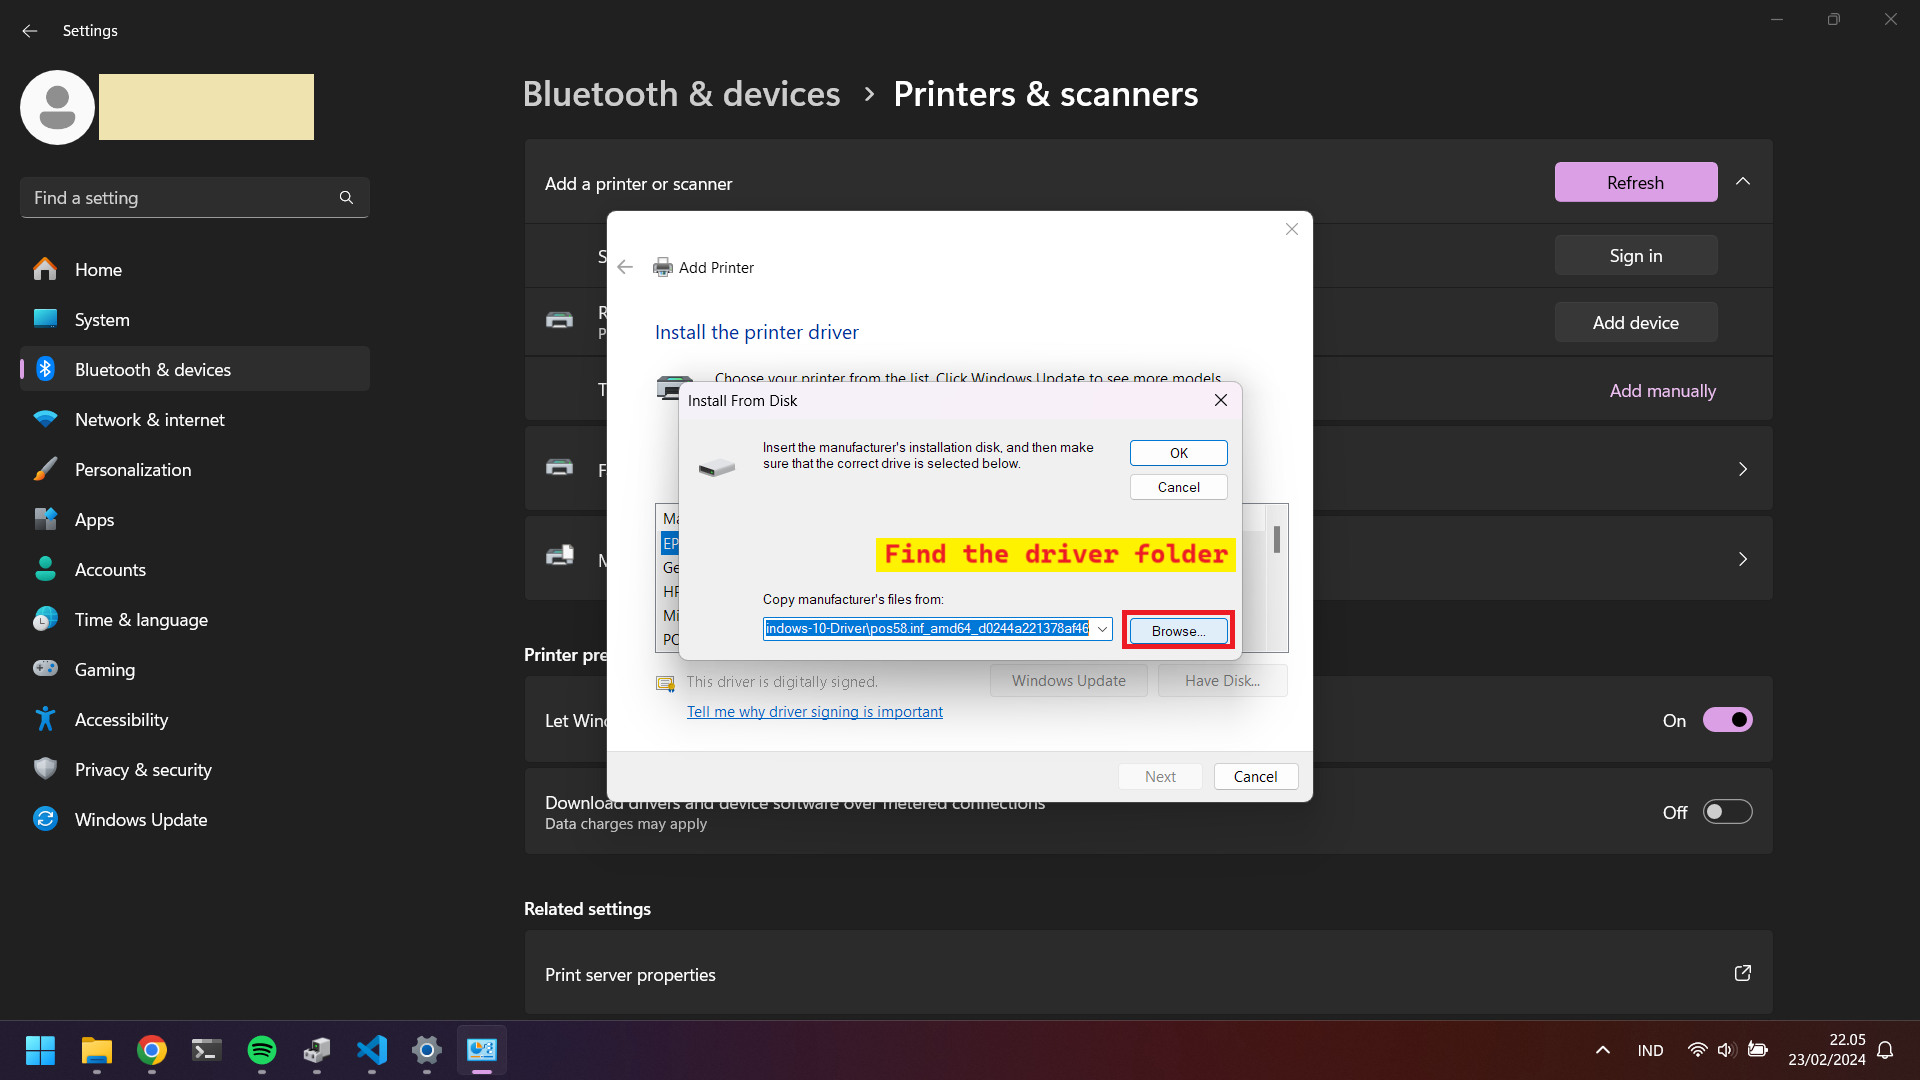 Settings
Bluetooth & devices › Printers & scanners
Find a setting
Home
System
Bluetooth & devices
Network & internet
Personalization
Apps
Accounts
Time & language
Gaming
Accessibility
Privacy & security
Windows Update
Add a printer or scanner
Refresh
S
Sign in
R
P
Add device
T
Add manually
F
M
Add Printer
Install the printer driver
Choose your printer from the list. Click Windows Update to see more models.
Install From Disk
Insert the manufacturer's installation disk, and then make
sure that the correct drive is selected below.
OK
Cancel
Find the driver folder
Copy manufacturer's files from:
indows-10-Driver\pos58.inf_amd64_d0244a221378af46
Browse...
Ma
EP
Ge
HP
Mi
PO
This driver is digitally signed.
Tell me why driver signing is important
Windows Update
Have Disk...
Next
Cancel
Printer pre
Let Wind
On
Download drivers and device software over metered connections
Data charges may apply
Off
Related settings
Print server properties
IND
22.05
23/02/2024